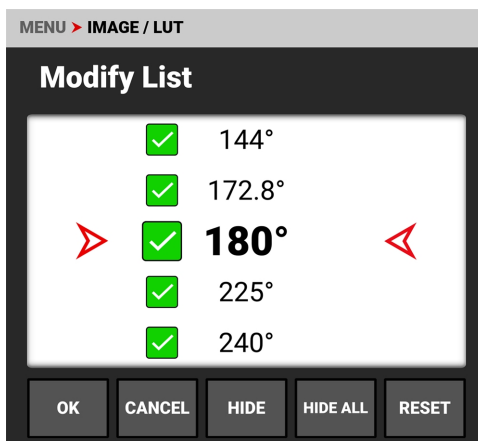 MENU ➤ IMAGE / LUT
Modify List
144°
172.8°
180°
225°
240°
OK CANCEL HIDE HIDE ALL RESET